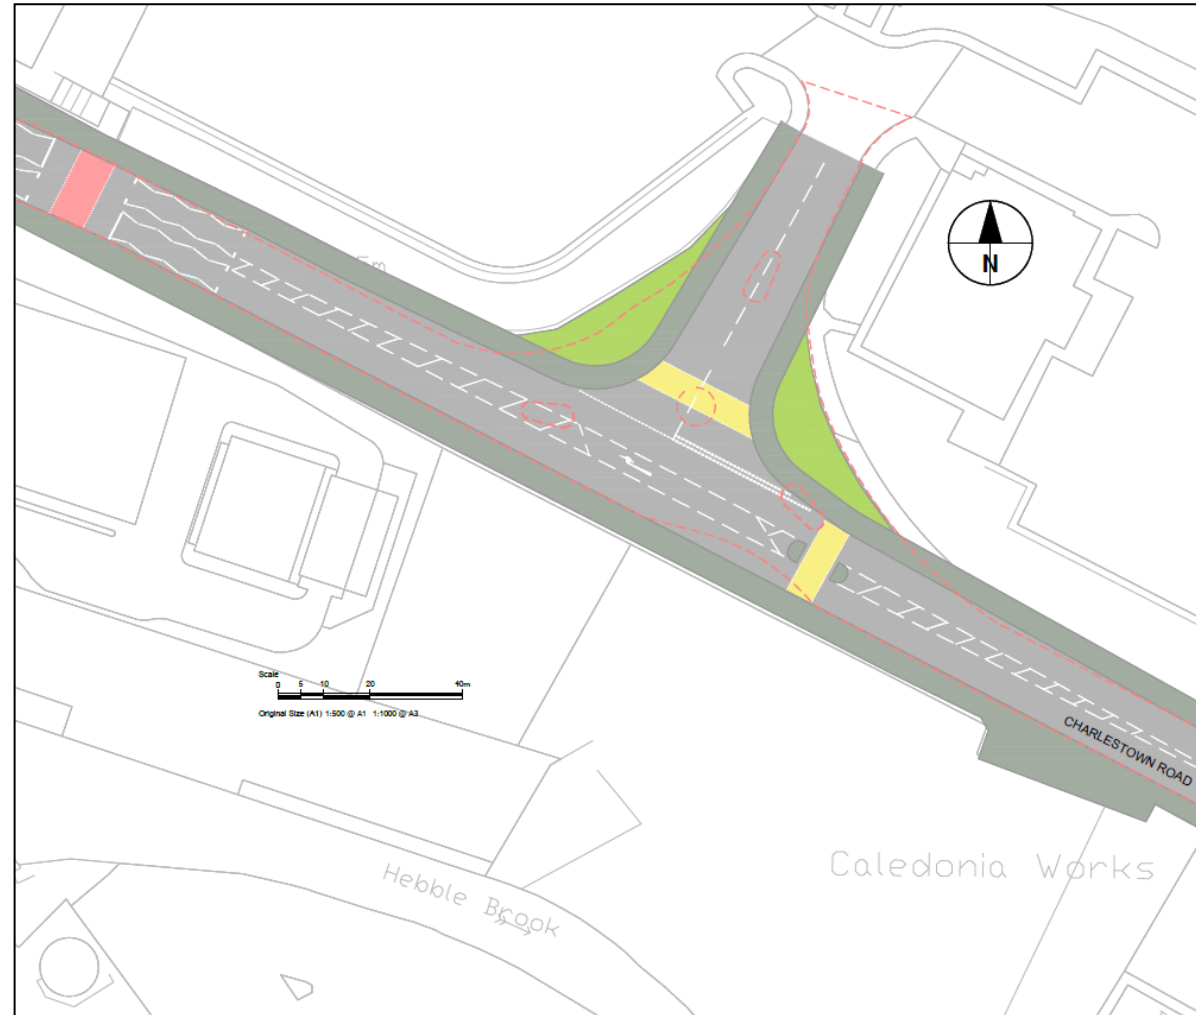 5m
N
Scale
0 5 10 20 40m
Original Size (A1) 1:500 @ A1 1:1000 @ A3
CHARLESTOWN ROAD
Caledonia Works
Hebble Brook